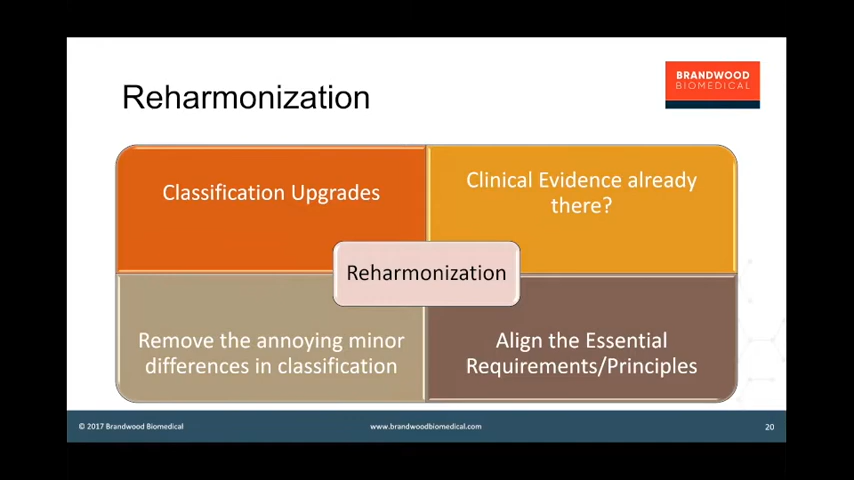 Reharmonization
BRANDWOOD
BIOMEDICAL
Classification Upgrades
Clinical Evidence already
there?
Reharmonization
Remove the annoying minor
differences in classification
Align the Essential
Requirements/Principles
© 2017 Brandwood Biomedical
www.brandwoodbiomedical.com
20